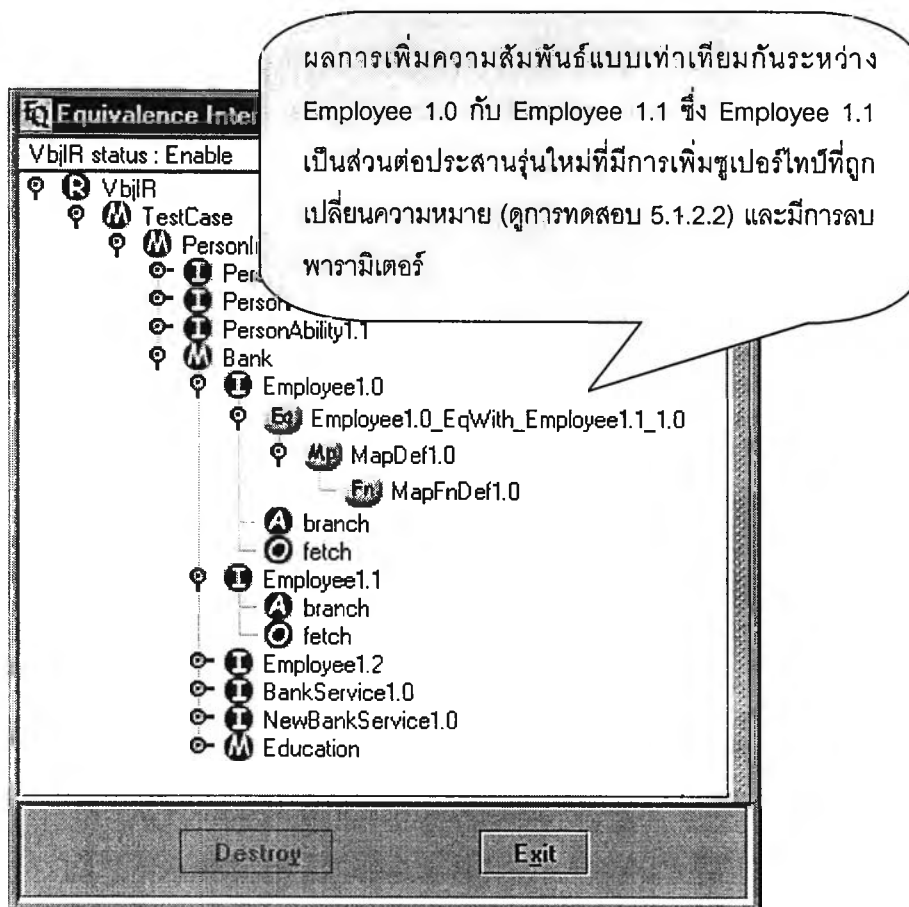 ผลการเพิ่มความสัมพันธ์แบบเท่าเทียมกันระหว่าง
Employee 1.0 กับ Employee 1.1 ซึ่ง Employee 1.1
เป็นส่วนต่อประสานรุ่นใหม่ที่มีการเพิ่มซูเปอร์ไทป์ที่ถูก
เปลี่ยนความหมาย (ดูการทดสอบ 5.1.2.2) และมีการลบ
พารามิเตอร์
Equivalence Inter
VbjIR status : Enable
VbjIR
TestCase
PersonI
Pers
Person
PersonAbility1.1
Bank
Employee1.0
Eq Employee1.0_EqWith_Employee1.1_1.0
Mp MapDef1.0
Fn MapFnDef1.0
A branch
fetch
Employee1.1
A branch
fetch
Employee1.2
BankService1.0
NewBankService1.0
Education
Destroy
Exit